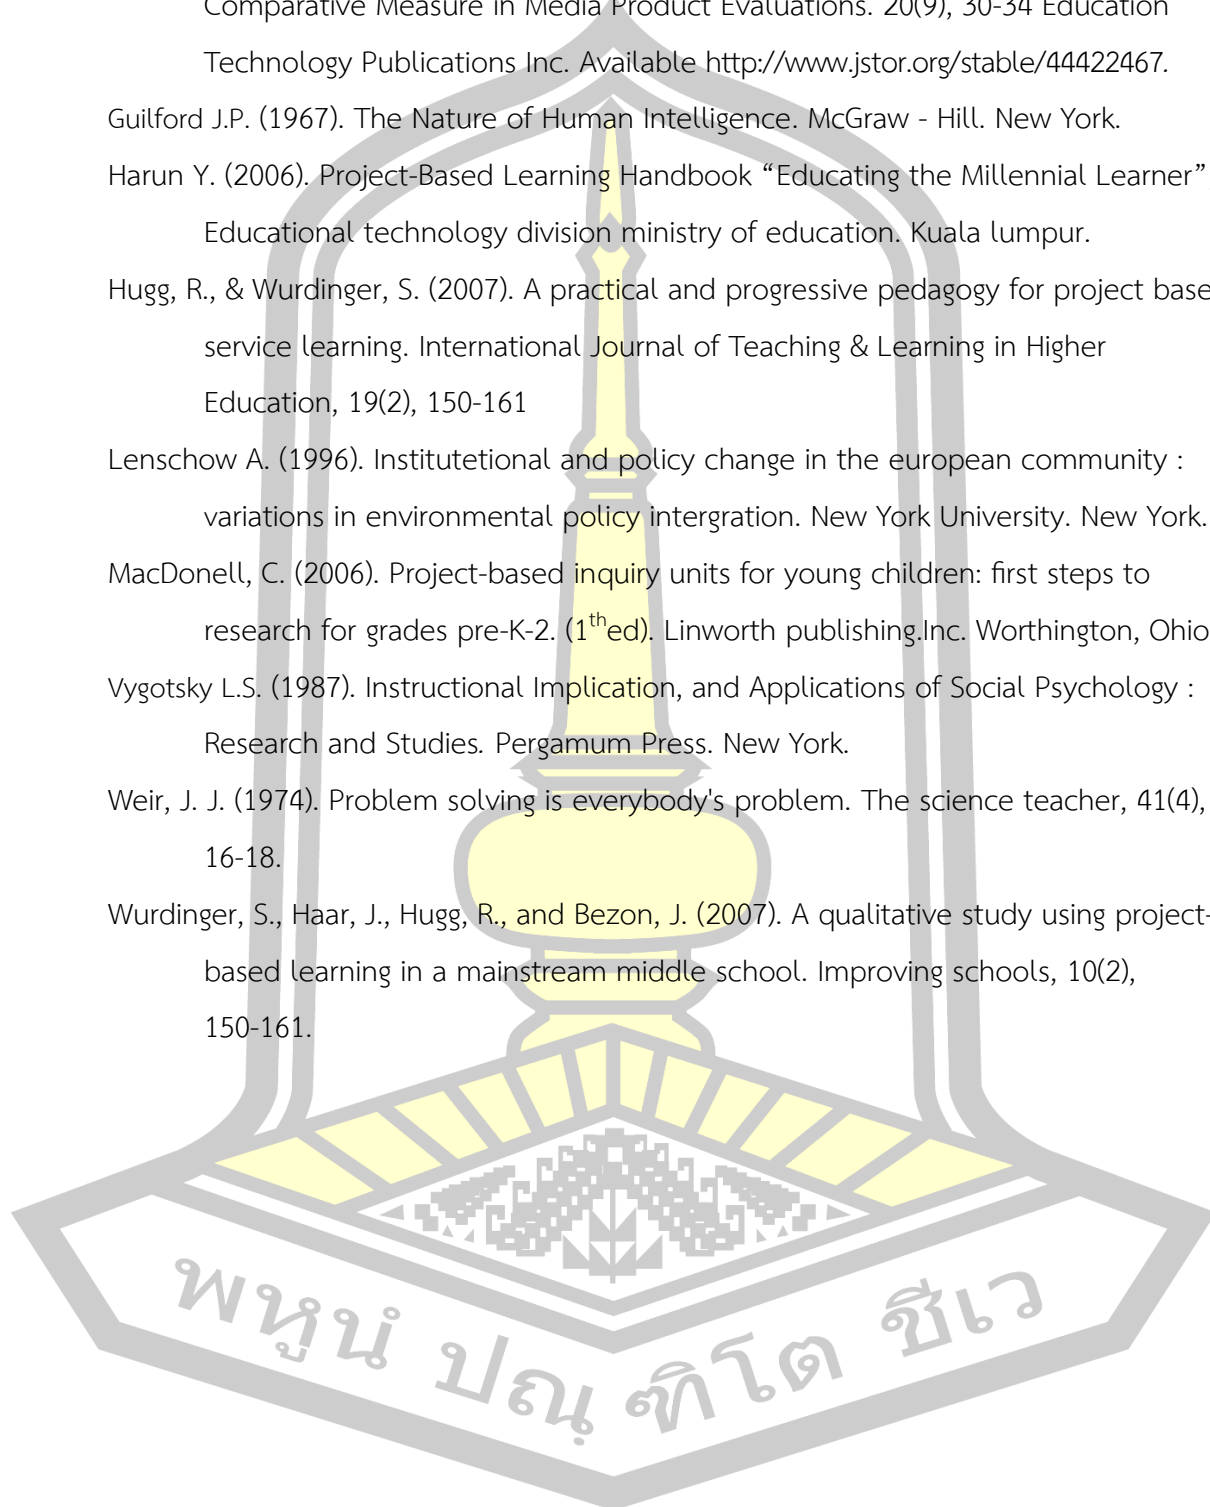 Comparative Measure in Media Product Evaluations. 20(9), 30-34 Education
Technology Publications Inc. Available http://www.jstor.org/stable/44422467.
Guilford J.P. (1967). The Nature of Human Intelligence. McGraw - Hill. New York.
Harun Y. (2006). Project-Based Learning Handbook “Educating the Millennial Learner”
Educational technology division ministry of education. Kuala lumpur.
Hugg, R., & Wurdinger, S. (2007). A practical and progressive pedagogy for project base
service learning. International Journal of Teaching & Learning in Higher
Education, 19(2), 150-161
Lenschow A. (1996). Institutetional and policy change in the european community :
variations in environmental policy intergration. New York University. New York.
MacDonell, C. (2006). Project-based inquiry units for young children: first steps to
research for grades pre-K-2. (1thed). Linworth publishing.Inc. Worthington, Ohio
Vygotsky L.S. (1987). Instructional Implication, and Applications of Social Psychology :
Research and Studies. Pergamum Press. New York.
Weir, J. J. (1974). Problem solving is everybody's problem. The science teacher, 41(4),
16-18.
Wurdinger, S., Haar, J., Hugg, R., and Bezon, J. (2007). A qualitative study using project-
based learning in a mainstream middle school. Improving schools, 10(2),
150-161.
พหูนํ ปณฺฑิโต ชีเว